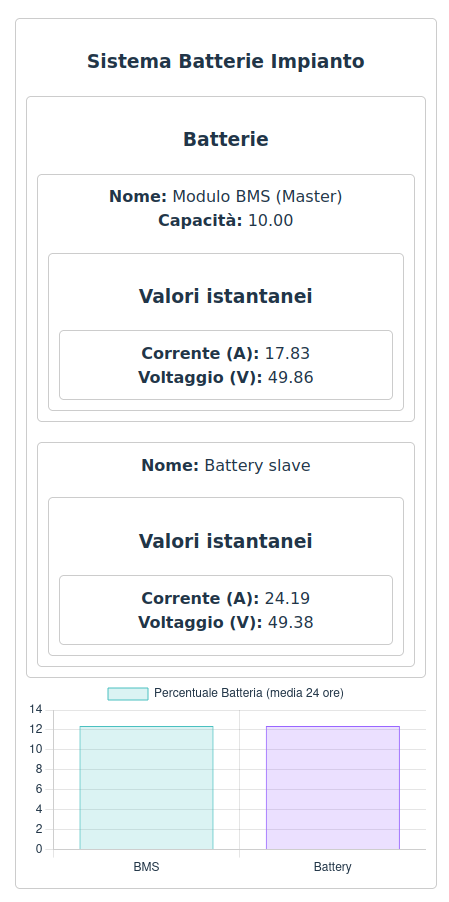 Sistema Batterie Impianto
Batterie
Nome: Modulo BMS (Master)
Capacità: 10.00
Valori istantanei
Corrente (A): 17.83
Voltaggio (V): 49.86
Nome: Battery slave
Valori istantanei
Corrente (A): 24.19
Voltaggio (V): 49.38
Percentuale Batteria (media 24 ore)
14
12
10
8
6
4
2
0
BMS Battery